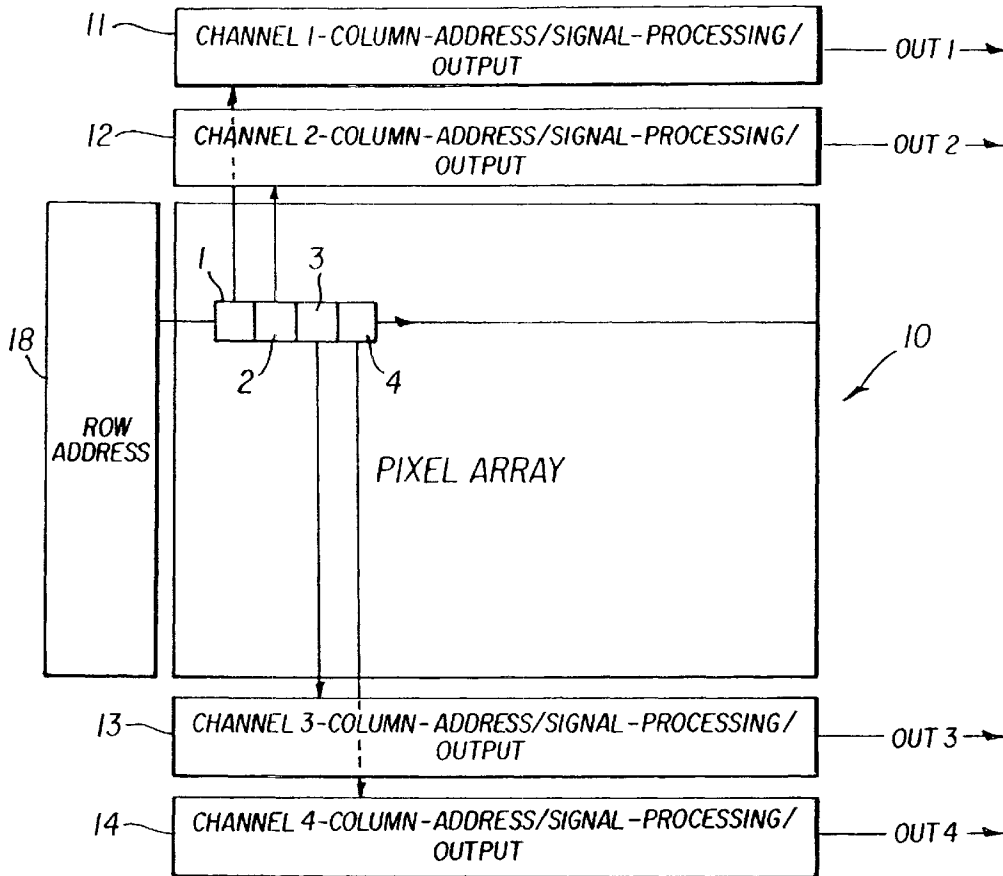 11
CHANNEL 1-COLUMN-ADDRESS/SIGNAL-PROCESSING/
OUTPUT
OUT 1
12
CHANNEL 2-COLUMN-ADDRESS/SIGNAL-PROCESSING/
OUTPUT
OUT 2
1
3
18
2
4
10
ROW
ADDRESS
PIXEL ARRAY
13
CHANNEL 3-COLUMN-ADDRESS/SIGNAL-PROCESSING/
OUTPUT
OUT 3
14
CHANNEL 4-COLUMN-ADDRESS/SIGNAL-PROCESSING/
OUTPUT
OUT 4